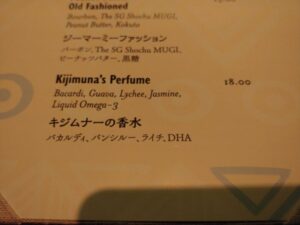 Old Fashioned
Bourbon, The SG Shochu MUGI,
Peanut Butter, Kokuto
ジーマーミーファッション
バーボン, The SG Shochu MUGI,
ピーナッツバター, 黒糖
Kijimuna's Perfume 18.00
Bacardi, Guava, Lychee, Jasmine,
Liquid Omega-3
キジムナーの香水
バカルディ, バンシルー, ライチ, DHA